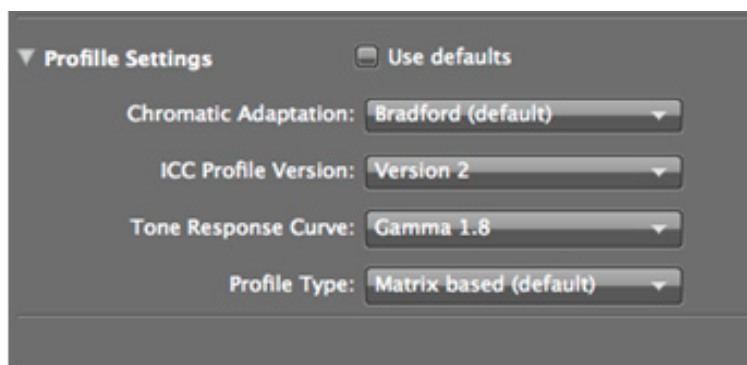 Profille Settings Use defaults
Chromatic Adaptation: Bradford (default)
ICC Profile Version: Version 2
Tone Response Curve: Gamma 1.8
Profile Type: Matrix based (default)